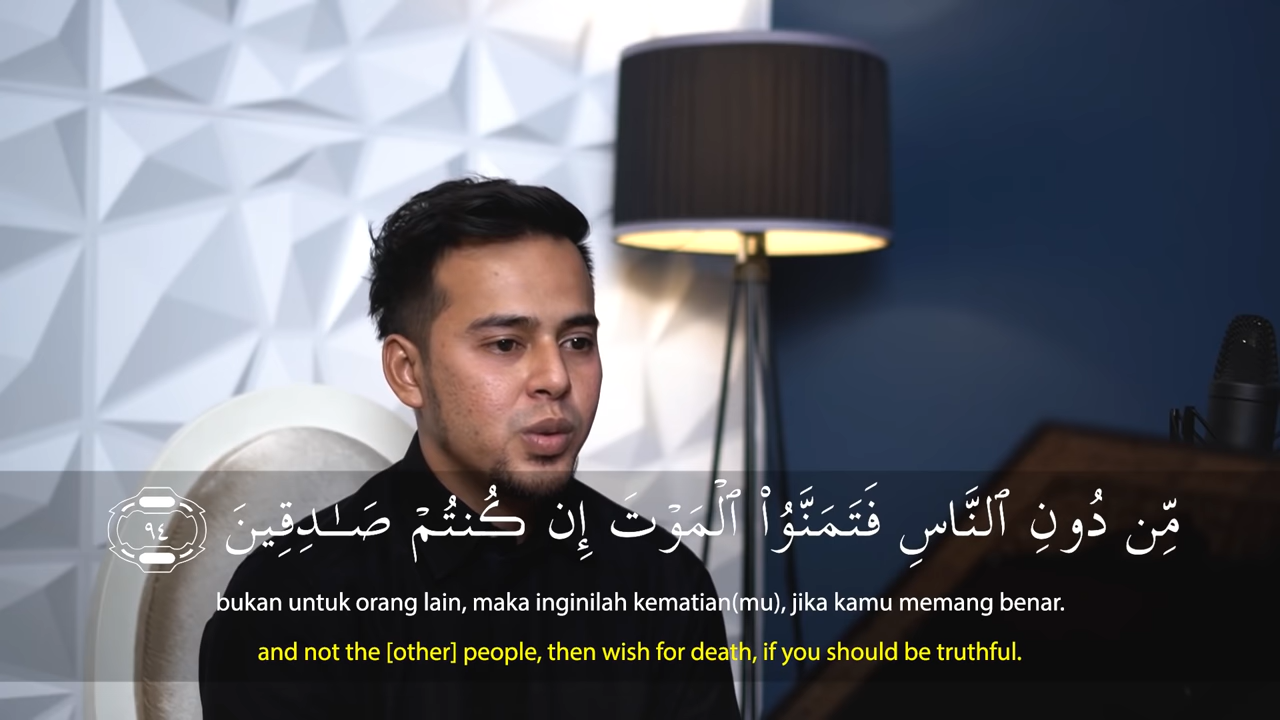 مِّن دُونِ ٱلنَّاسِ فَتَمَنَّوُا۟ ٱلْمَوْتَ إِن كُنتُمْ صَـٰدِقِينَ ٩٤
bukan untuk orang lain, maka inginilah kematian(mu), jika kamu memang benar.
and not the [other] people, then wish for death, if you should be truthful.